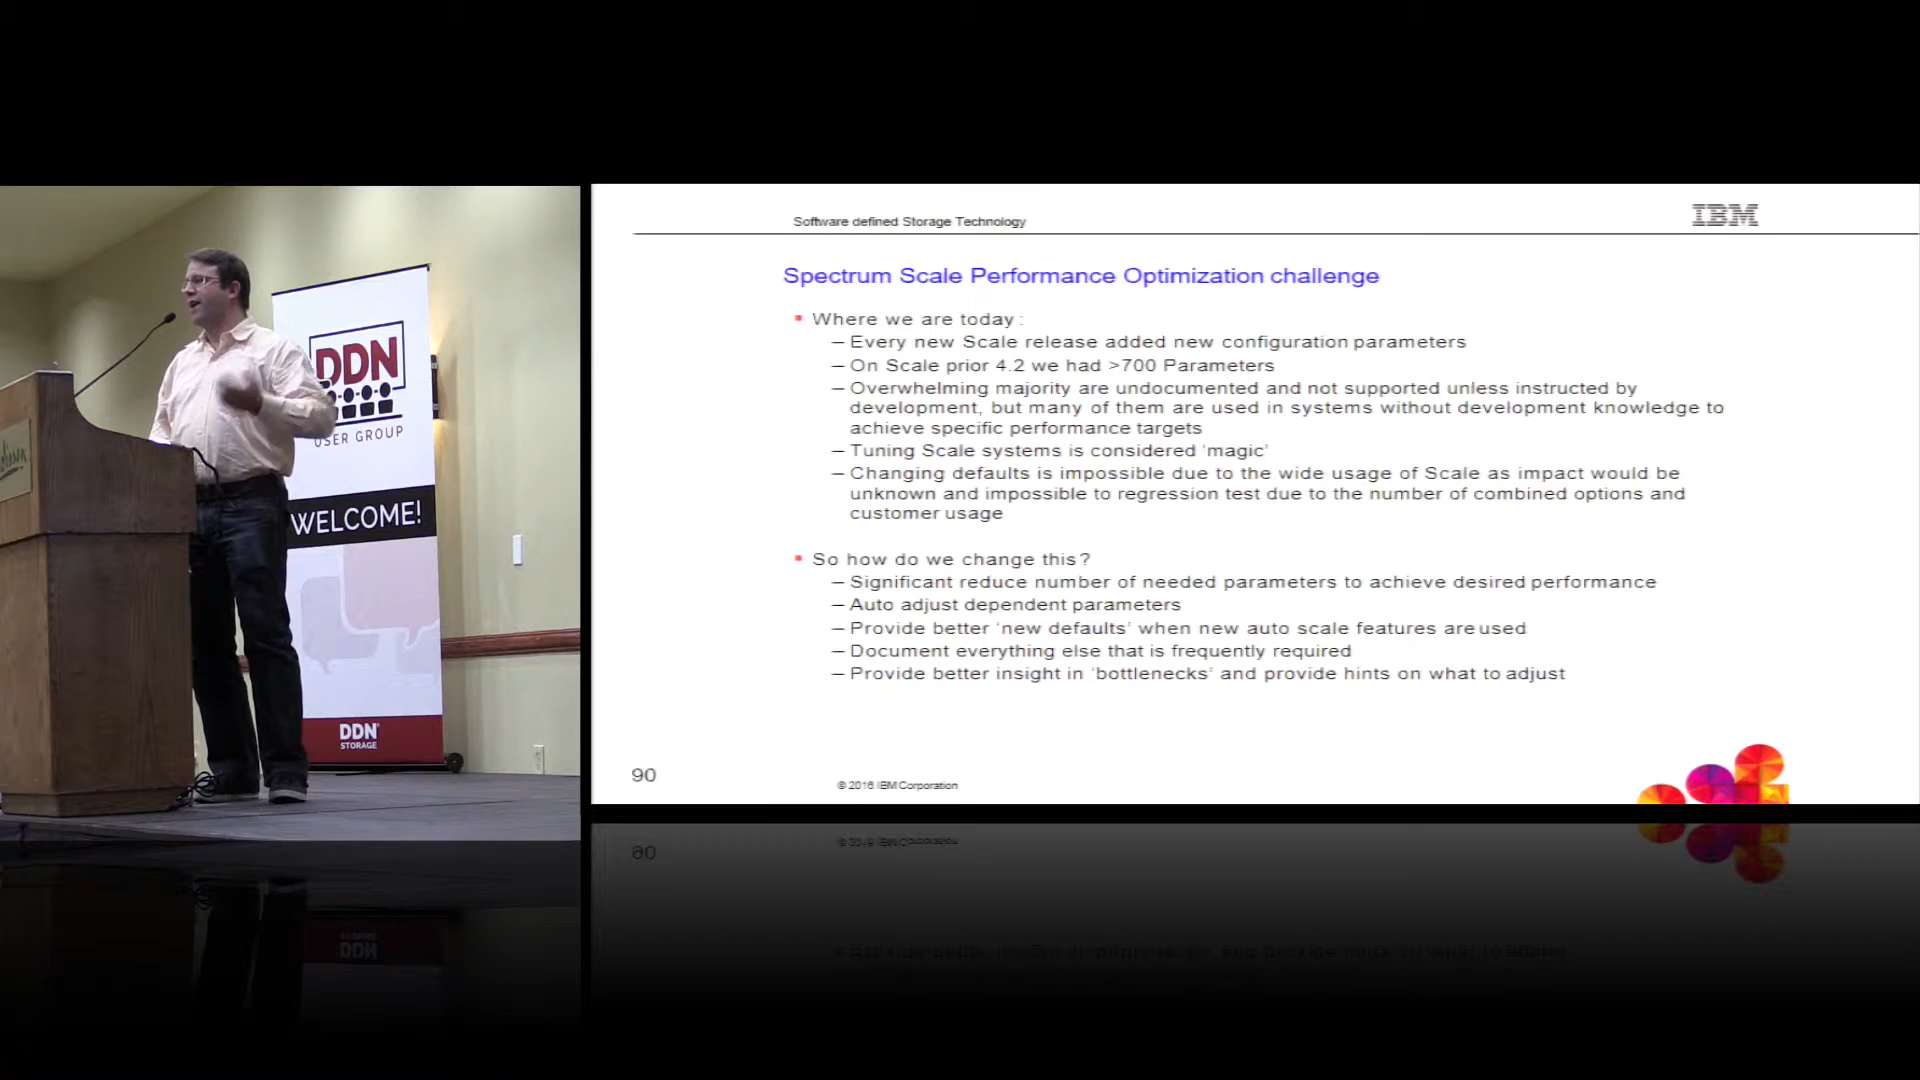 DDN
USER GROUP
WELCOME!
DDN
STORAGE
Software defined Storage Technology
IBM
Spectrum Scale Performance Optimization challenge
▪ Where we are today :
– Every new Scale release added new configuration parameters
– On Scale prior 4.2 we had >700 Parameters
– Overwhelming majority are undocumented and not supported unless instructed by
development, but many of them are used in systems without development knowledge to
achieve specific performance targets
– Tuning Scale systems is considered ‘magic’
– Changing defaults is impossible due to the wide usage of Scale as impact would be
unknown and impossible to regression test due to the number of combined options and
customer usage
▪ So how do we change this?
– Significant reduce number of needed parameters to achieve desired performance
– Auto adjust dependent parameters
– Provide better ‘new defaults’ when new auto scale features are used
– Document everything else that is frequently required
– Provide better insight in ‘bottlenecks’ and provide hints on what to adjust
90
© 2016 IBM Corporation